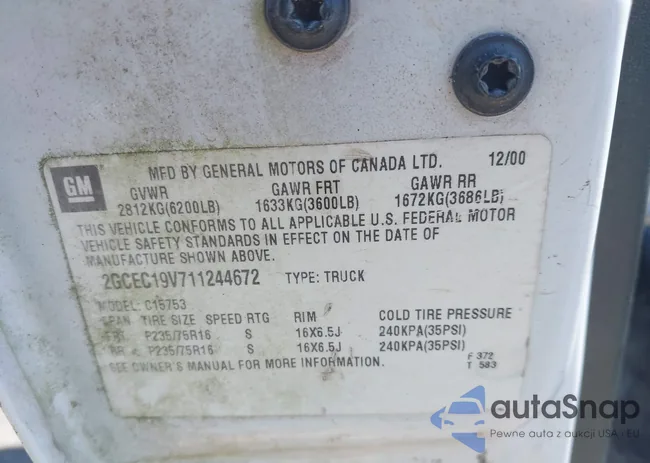 MFD BY GENERAL MOTORS OF CANADA LTD. 12/00
GM
GVWR GAWR FRT GAWR RR
2812KG(6200LB) 1633KG(3600LB) 1672KG(3686LB)
THIS VEHICLE CONFORMS TO ALL APPLICABLE U.S. FEDERAL MOTOR
VEHICLE SAFETY STANDARDS IN EFFECT ON THE DATE OF
MANUFACTURE SHOWN ABOVE.
2GCEC19V711244672 TYPE: TRUCK
MODEL: C15753
TIRE SIZE SPEED RTG RIM COLD TIRE PRESSURE
P235/75R16 S 16X6.5J 240KPA(35PSI)
P235/75R16 S 16X6.5J 240KPA(35PSI)
SEE OWNER'S MANUAL FOR MORE INFORMATION.
F 372
T 583
autaSnap
Pewne auta z aukcji USA - EU